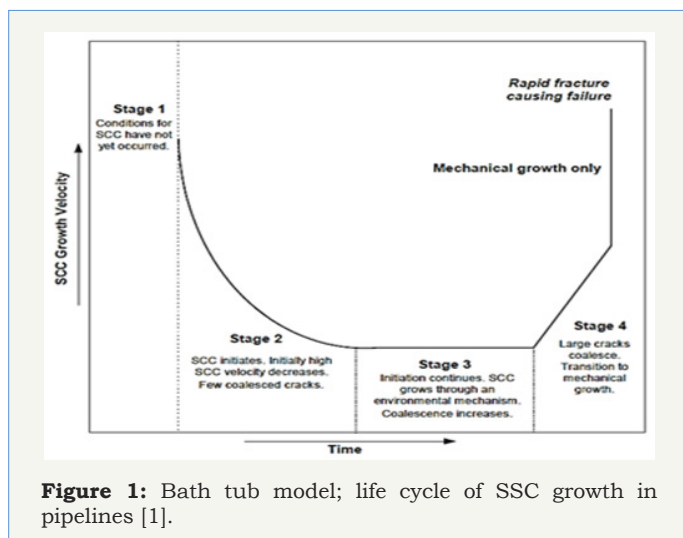 Rapid fracture
causing failure
Stage 1
Conditions for
SCC have not
yet occurred.
Mechanical growth only
SCC Growth Velocity
Stage 2
SCC initiates. Initially high
SCC velocity decreases.
Few coalesced cracks.
Stage 3
Initiation continues. SCC
grows through an
environmental mechanism.
Coalescence increases.
Stage 4
Large cracks
coalesce.
Transition to
mechanical
growth.
Time
Figure 1: Bath tub model; life cycle of SSC growth in
pipelines [1].